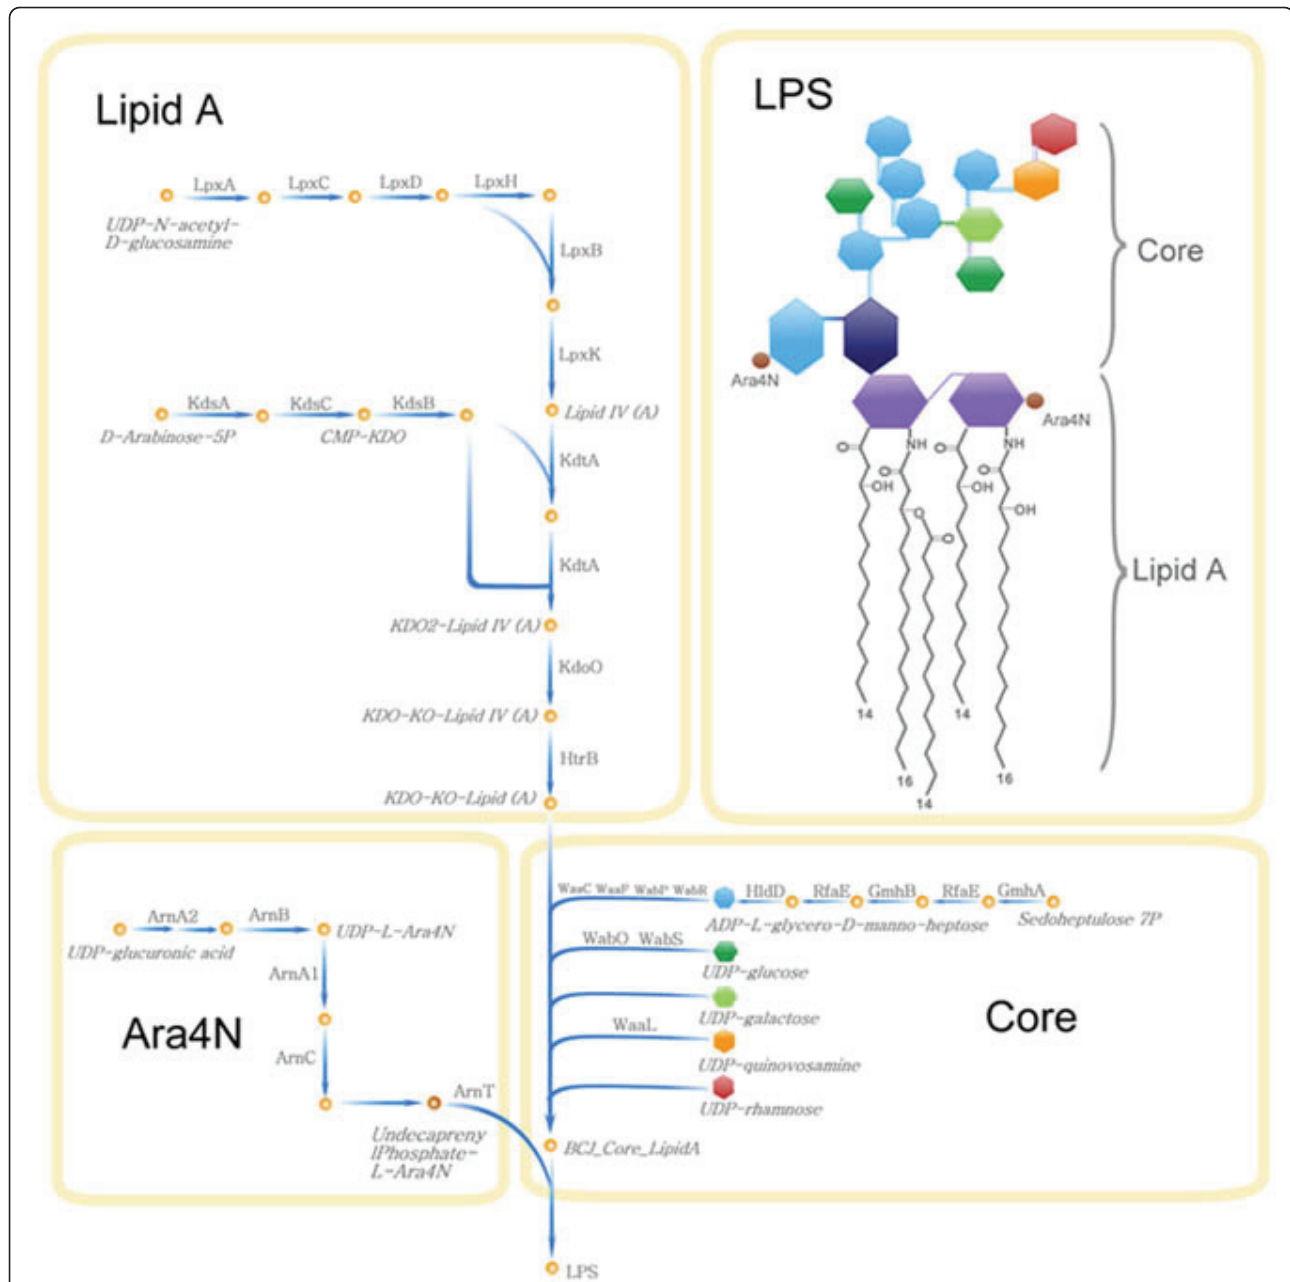 Lipid A
LpxA
LpxC
LpxD
LpxH
UDP-N-acetyl-
D-glucosamine
LpxB
LpxK
KdsA
KdsC
KdsB
Lipid IV (A)
D-Arabinose-5P
CMP-KDO
KdtA
KdtA
KDO2-Lipid IV (A)
KdoO
KDO-KO-Lipid IV (A)
HtrB
KDO-KO-Lipid (A)
LPS
Core
Ara4N
Ara4N
NH
NH
O
O
O
O
OH
OH
OH
O
O
14
14
16
16
14
Lipid A
ArnA2
ArnB
UDP-L-Ara4N
UDP-glucuronic acid
ArnA1
Ara4N
ArnC
ArnT
Undecapreny
lPhosphate-
L-Ara4N
WaaC WaaF WabP WabR
HldD
RfaE
GmhB
RfaE
GmhA
ADP-L-glycero-D-manno-heptose
Sedoheptulose 7P
WabO WabS
UDP-glucose
UDP-galactose
Core
WaaL
UDP-quinovosamine
UDP-rhamnose
BCJ_Core_LipidA
LPS